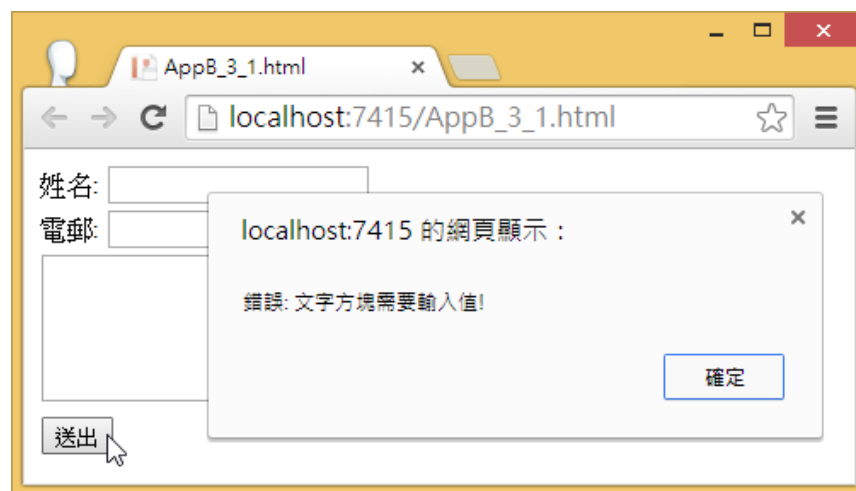 AppB_3_1.html
localhost:7415/AppB_3_1.html
姓名:
電郵:
localhost:7415 的網頁顯示：
錯誤: 文字方塊需要輸入值!
確定
送出